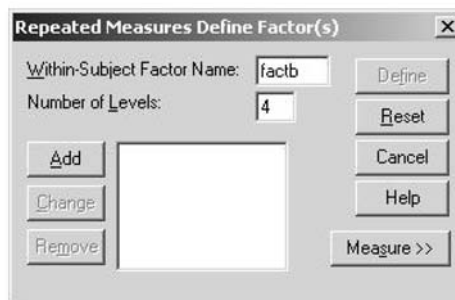 Repeated Measures Define Factor(s)
Within-Subject Factor Name: factb
Define
Number of Levels: 4
Reset
Add
Cancel
Change
Help
Remove
Measure >>